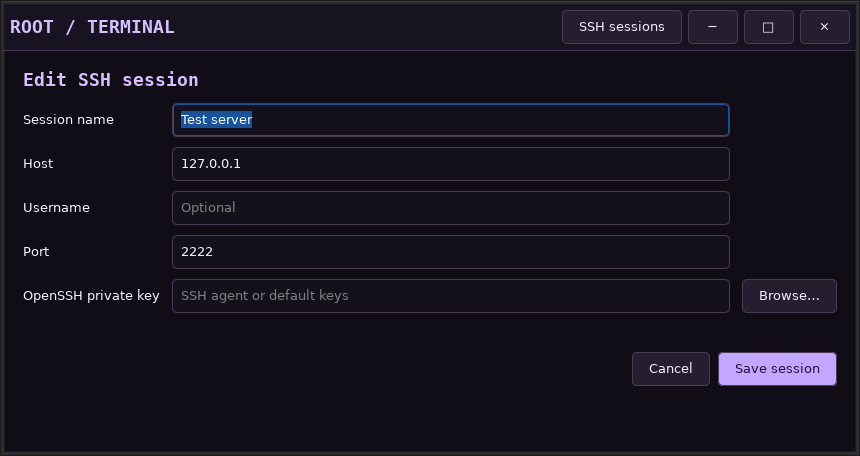 ROOT / TERMINAL SSH sessions − □ ×
Edit SSH session
Session name Test server
Host 127.0.0.1
Username Optional
Port 2222
OpenSSH private key SSH agent or default keys Browse...
Cancel Save session